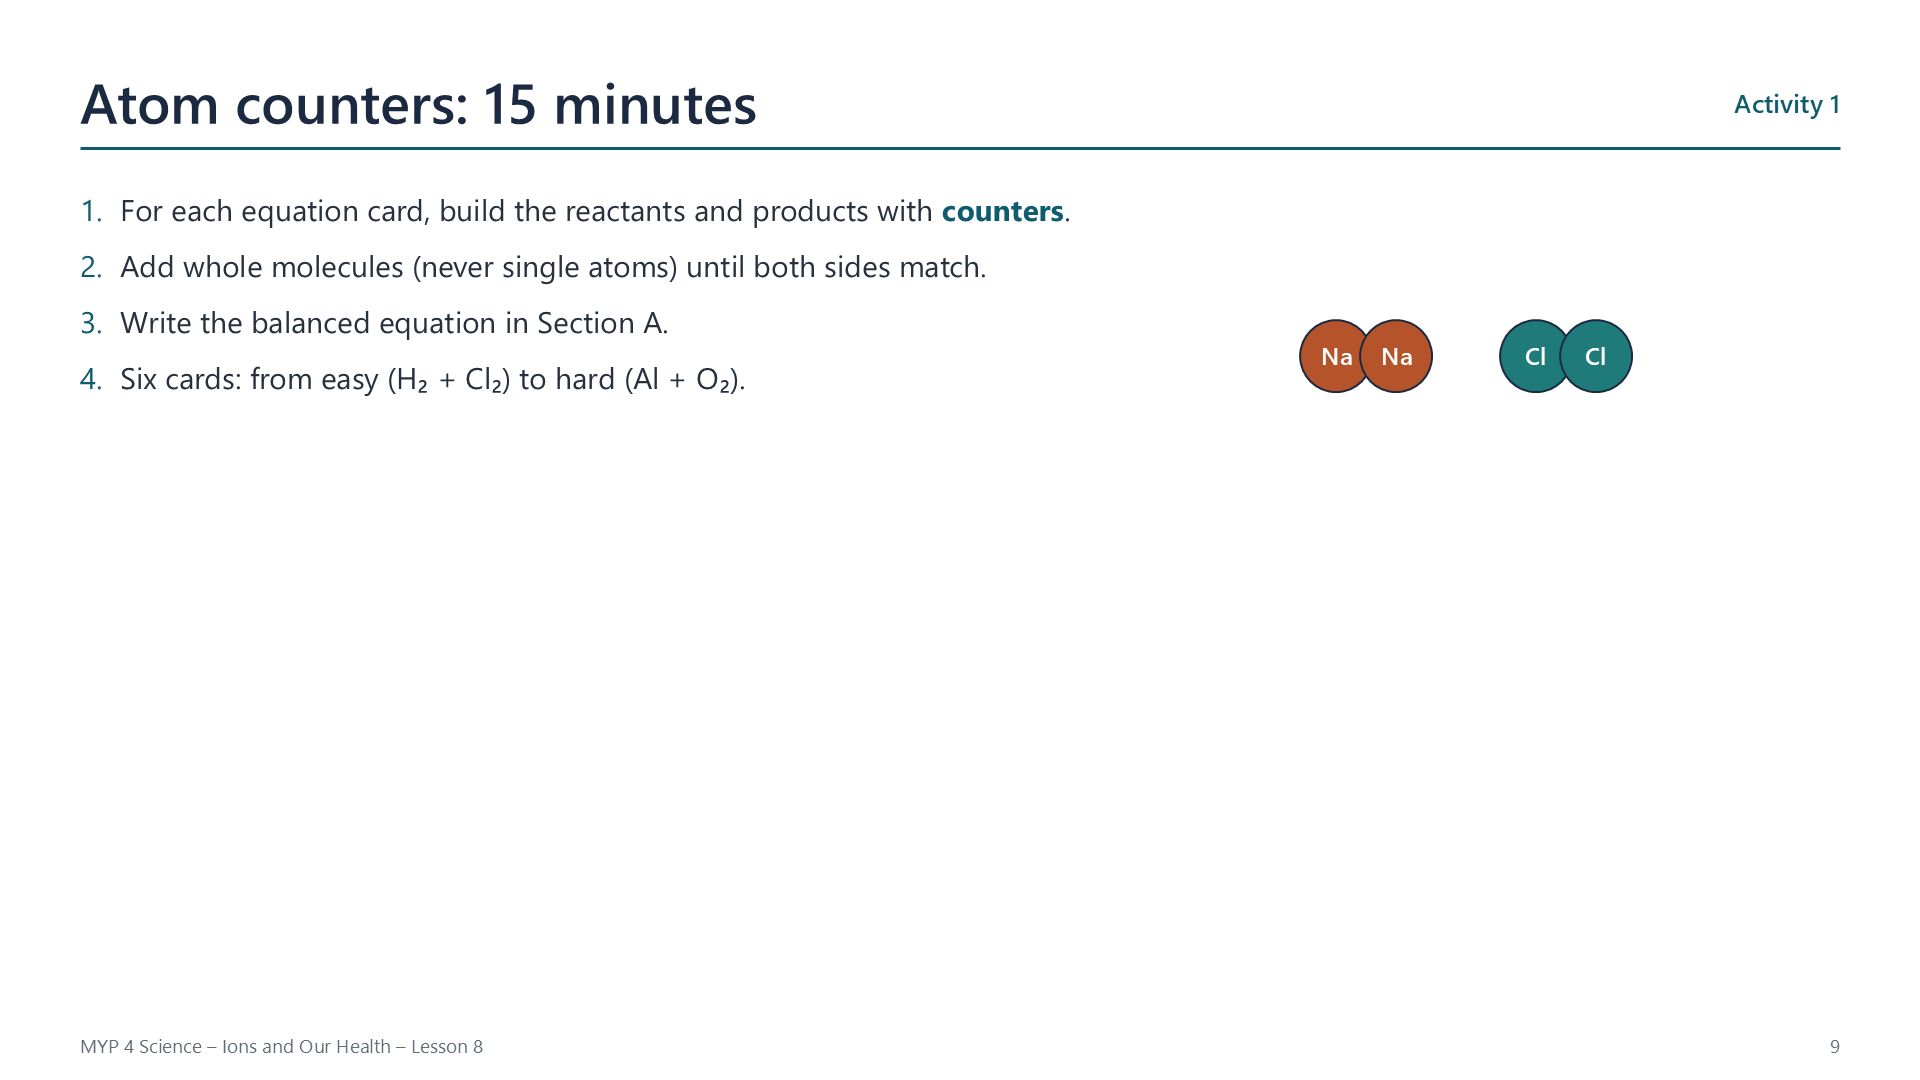 Atom counters: 15 minutes
Activity 1
1. For each equation card, build the reactants and products with counters.
2. Add whole molecules (never single atoms) until both sides match.
3. Write the balanced equation in Section A.
4. Six cards: from easy (H₂ + Cl₂) to hard (Al + O₂).
Na Na Cl Cl
MYP 4 Science – Ions and Our Health – Lesson 8
9